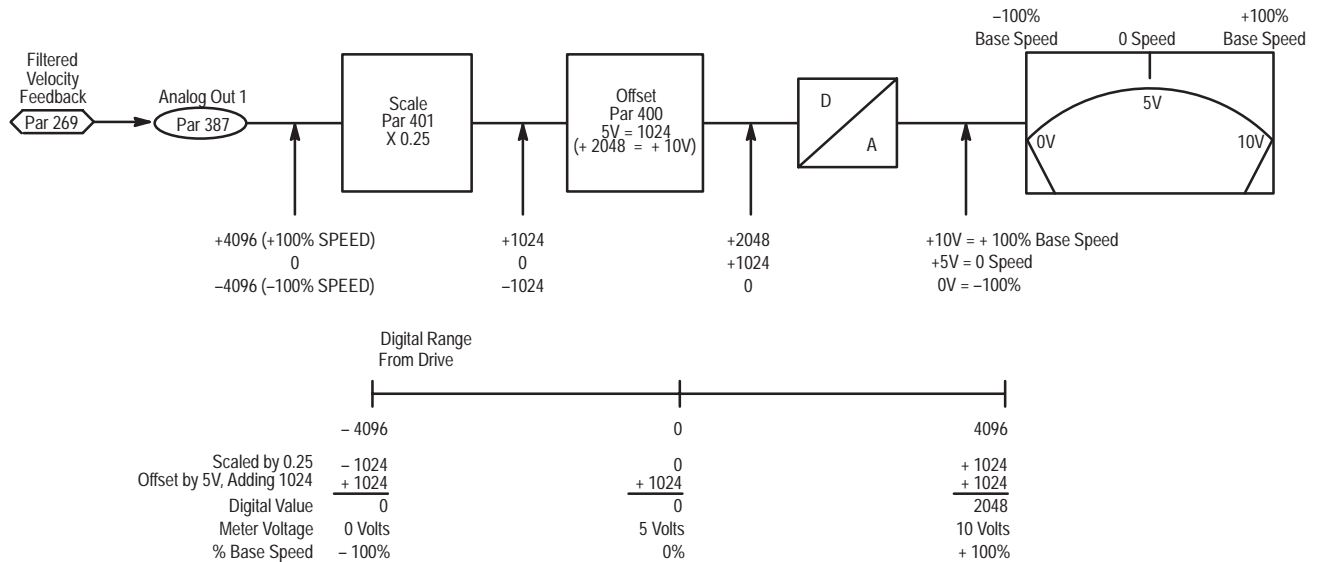 –100%
Base Speed
0 Speed
+100%
Base Speed
Filtered
Velocity
Feedback
Par 269
Analog Out 1
Par 387
Scale
Par 401
X 0.25
Offset
Par 400
5V = 1024
(+ 2048 = + 10V)
D
A
0V
5V
10V
+4096 (+100% SPEED)
0
–4096 (–100% SPEED)
+1024
0
–1024
+2048
+1024
0
+10V = + 100% Base Speed
+5V = 0 Speed
0V = –100%
Digital Range
From Drive
– 4096 0 4096
Scaled by 0.25 – 1024 0 + 1024
Offset by 5V, Adding 1024 + 1024 + 1024 + 1024
Digital Value 0 0 2048
Meter Voltage 0 Volts 5 Volts 10 Volts
% Base Speed – 100% 0% + 100%